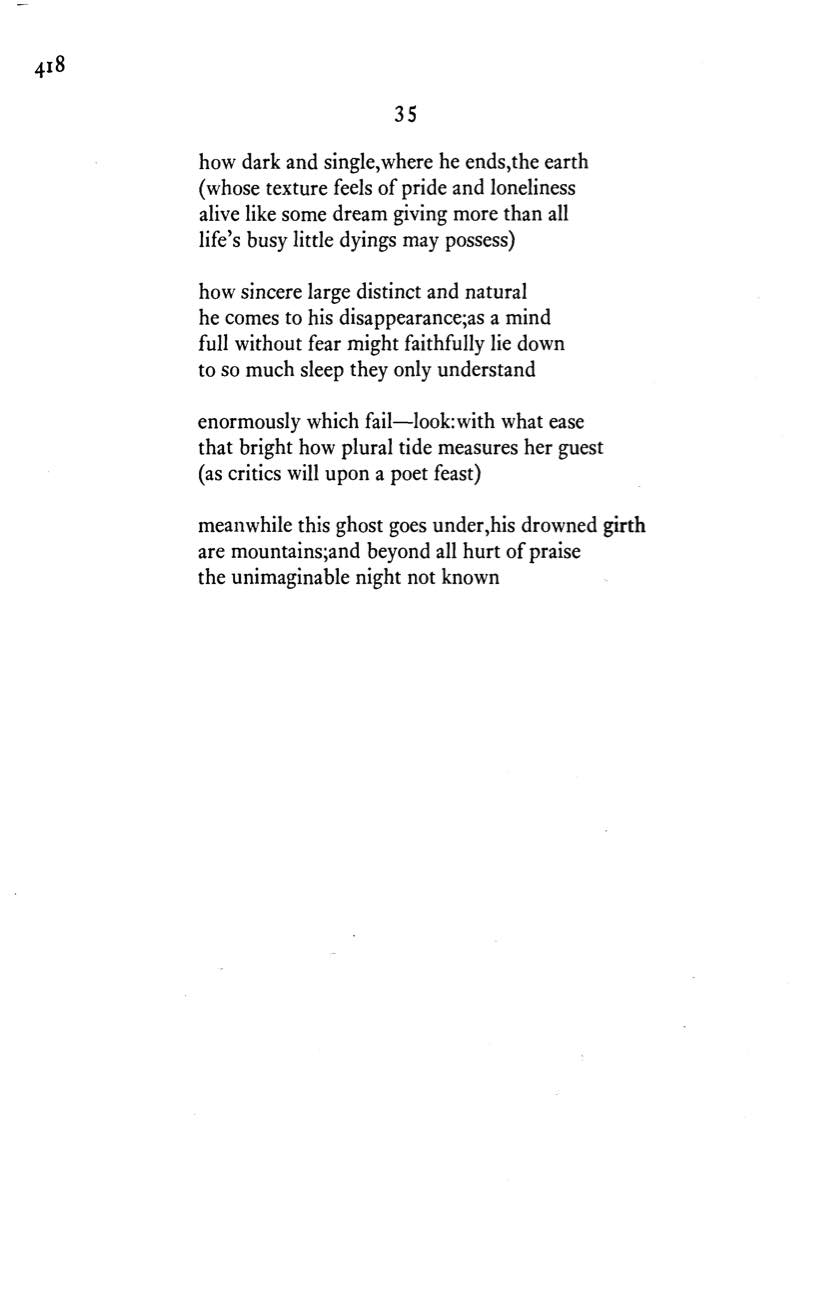 418
35
how dark and single,where he ends,the earth
(whose texture feels of pride and loneliness
alive like some dream giving more than all
life's busy little dyings may possess)
how sincere large distinct and natural
he comes to his disappearance;as a mind
full without fear might faithfully lie down
to so much sleep they only understand
enormously which fail—look:with what ease
that bright how plural tide measures her guest
(as critics will upon a poet feast)
meanwhile this ghost goes under,his drowned girth
are mountains;and beyond all hurt of praise
the unimaginable night not known